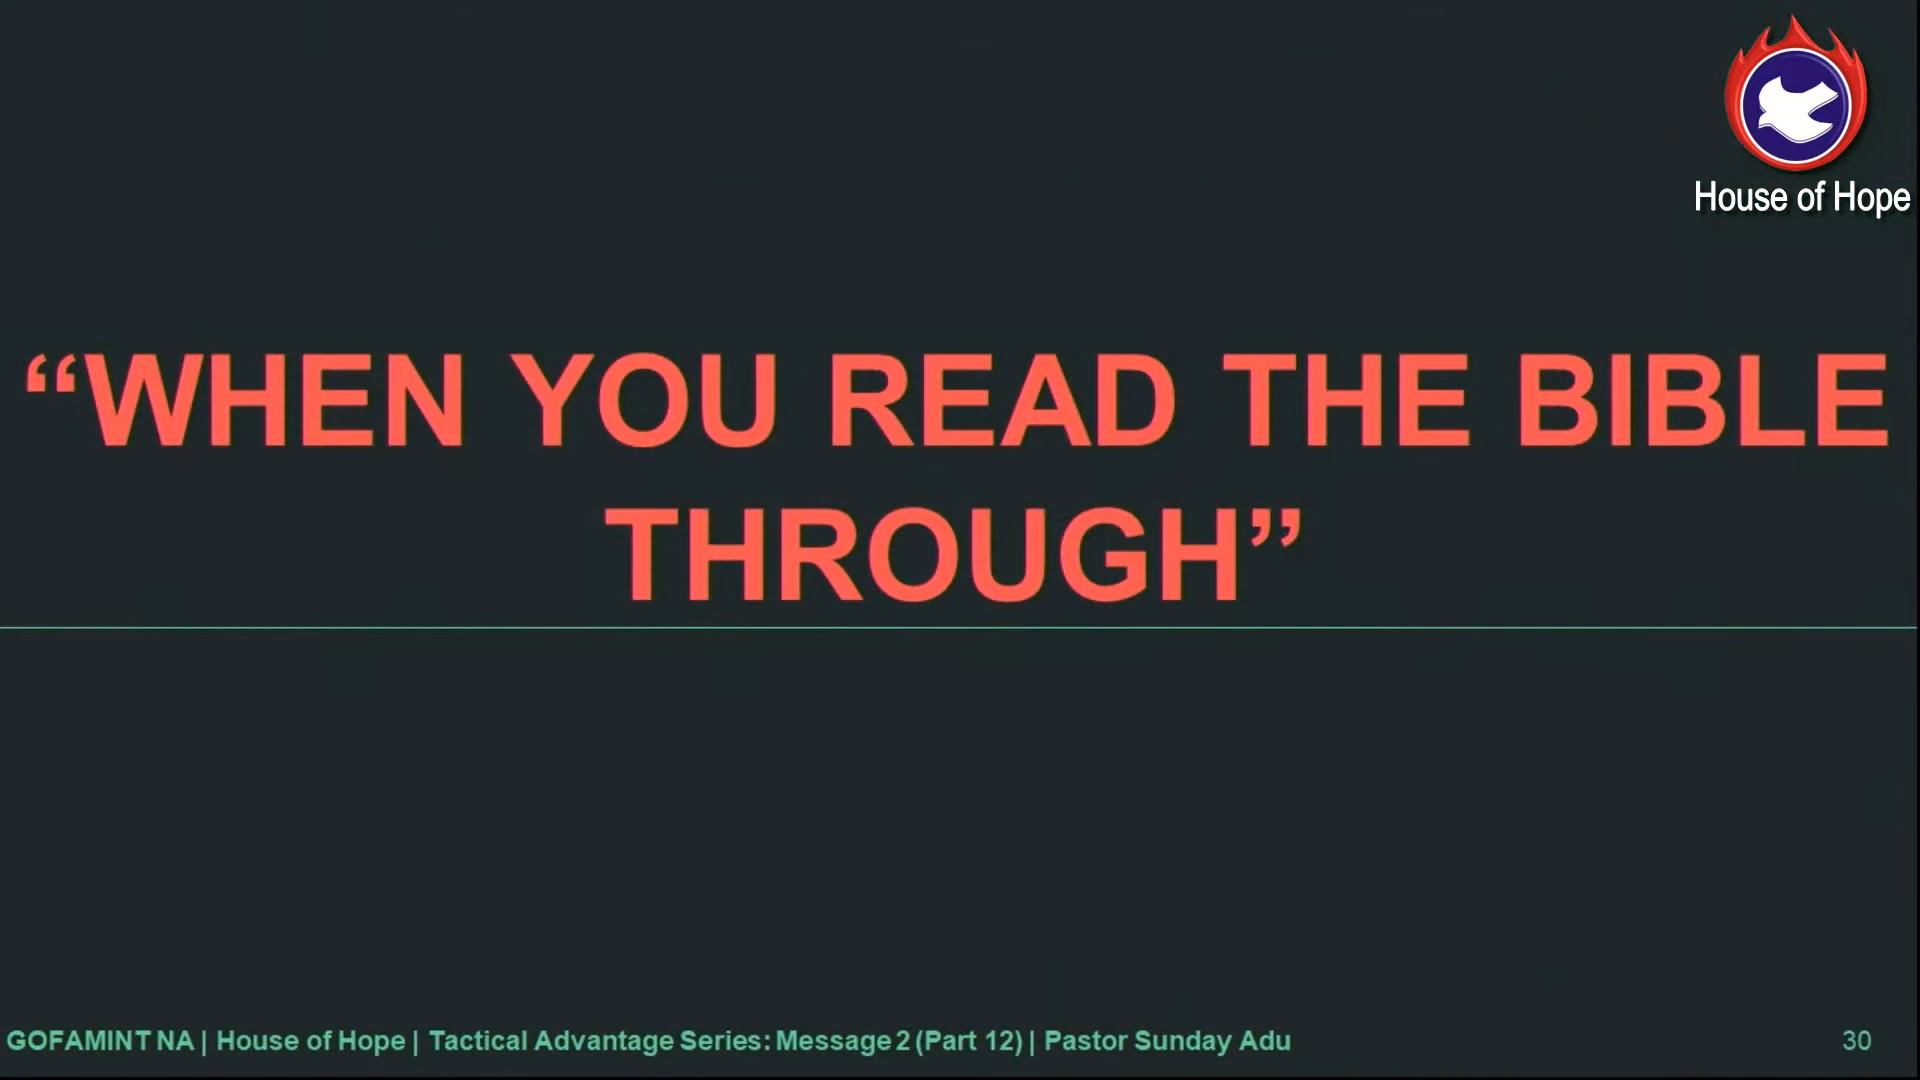 House of Hope
“WHEN YOU READ THE BIBLE
THROUGH”
GOFAMINT NA | House of Hope | Tactical Advantage Series: Message 2 (Part 12) | Pastor Sunday Adu
30